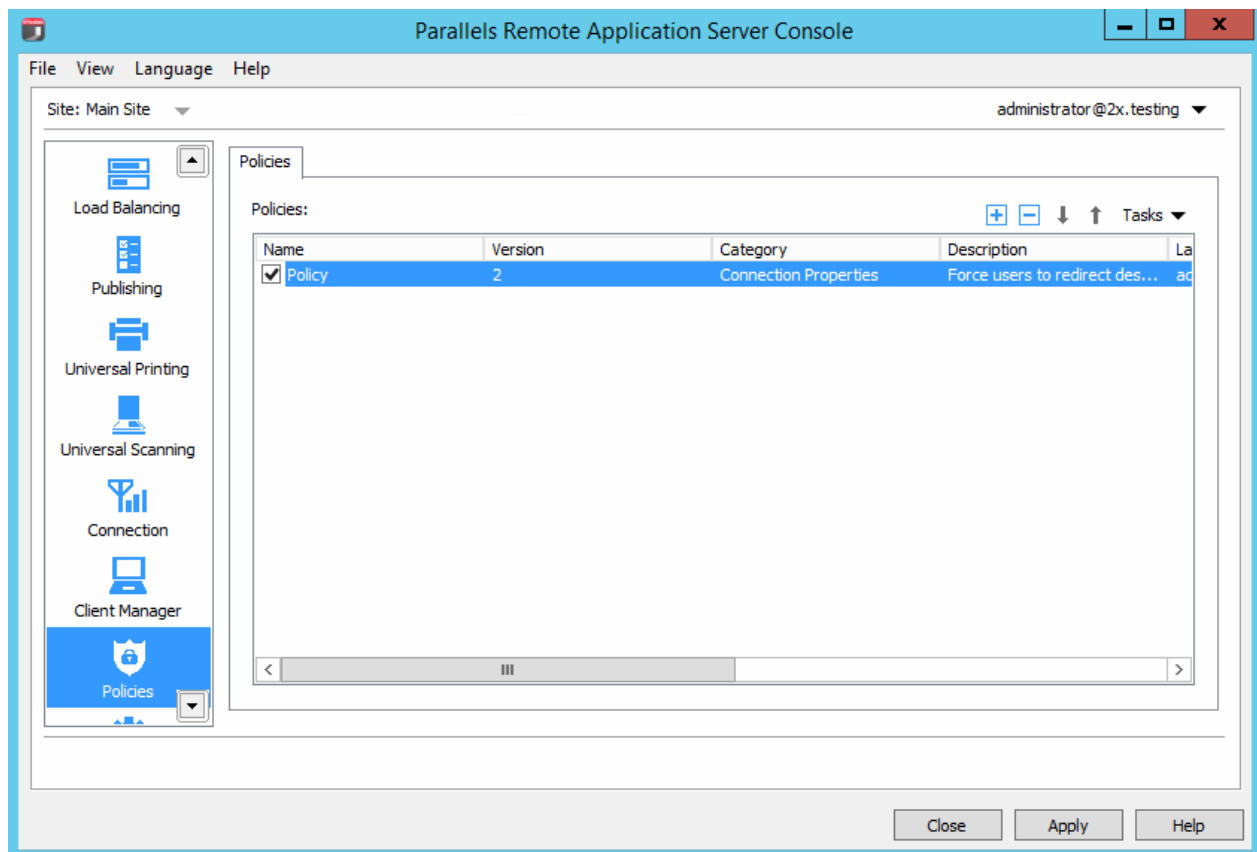 Parallels Remote Application Server Console
File View Language Help
Site: Main Site
administrator@2x.testing
Load Balancing
Publishing
Universal Printing
Universal Scanning
Connection
Client Manager
Policies
Policies
Policies:
Tasks
Name Version Category Description La
Policy 2 Connection Properties Force users to redirect des... ad
Close Apply Help